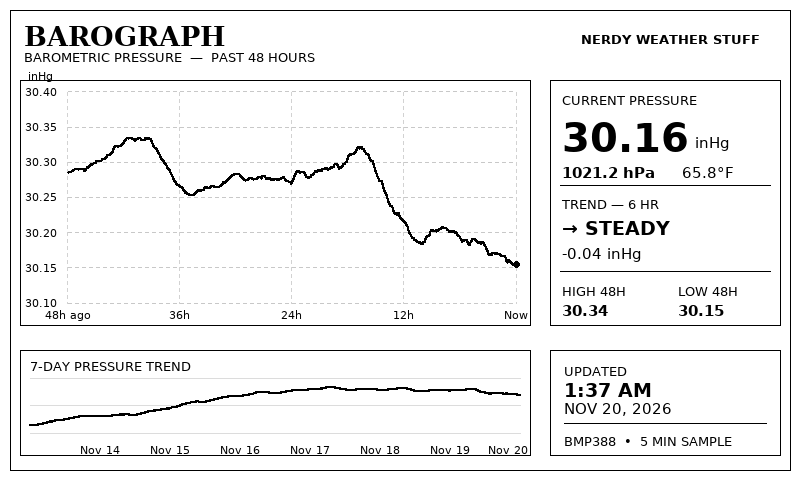 BAROGRAPH
BAROMETRIC PRESSURE — PAST 48 HOURS
NERDY WEATHER STUFF
inHg
30.40
30.35
30.30
30.25
30.20
30.15
30.10
48h ago 36h 24h 12h Now
CURRENT PRESSURE
30.16 inHg
1021.2 hPa 65.8°F
TREND — 6 HR
→ STEADY
-0.04 inHg
HIGH 48H LOW 48H
30.34 30.15
7-DAY PRESSURE TREND
Nov 14 Nov 15 Nov 16 Nov 17 Nov 18 Nov 19 Nov 20
UPDATED
1:37 AM
NOV 20, 2026
BMP388 • 5 MIN SAMPLE